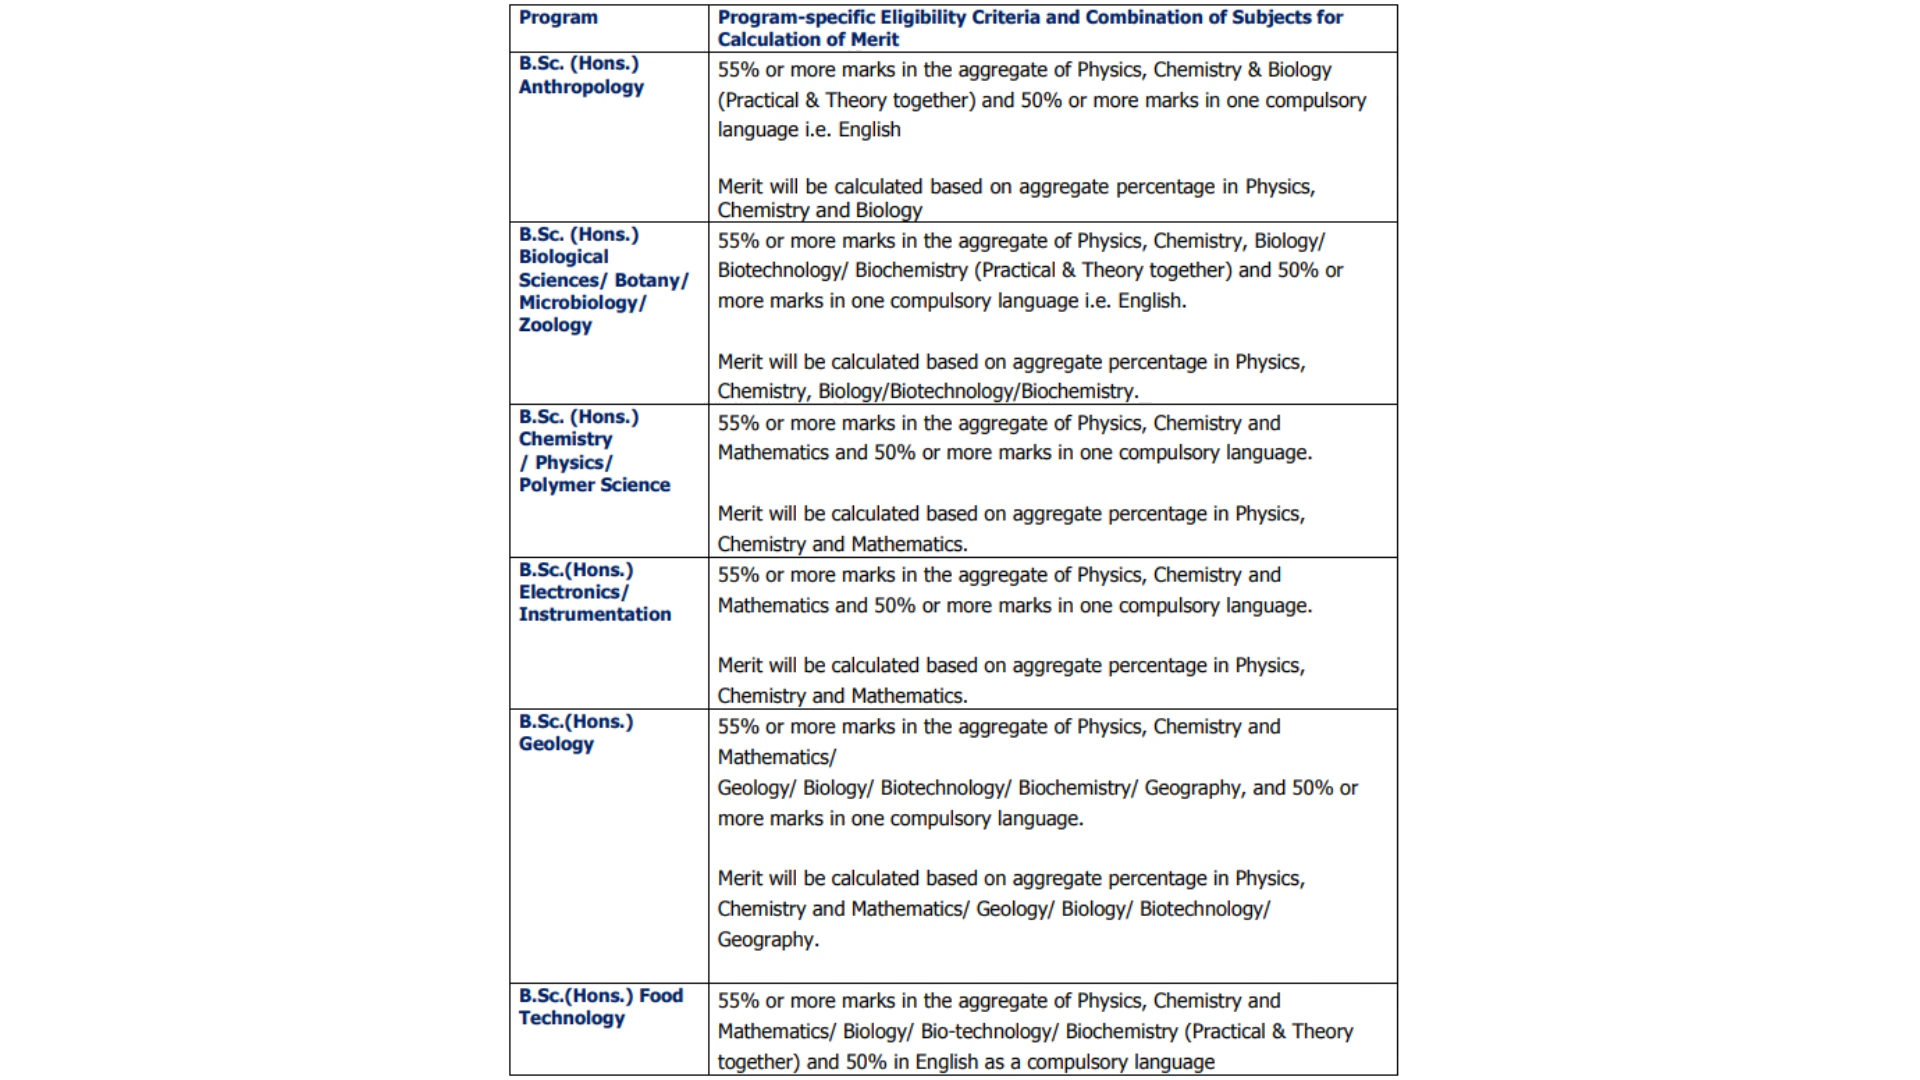 Program
Program-specific Eligibility Criteria and Combination of Subjects for
Calculation of Merit
B.Sc. (Hons.)
Anthropology
55% or more marks in the aggregate of Physics, Chemistry & Biology
(Practical & Theory together) and 50% or more marks in one compulsory
language i.e. English
Merit will be calculated based on aggregate percentage in Physics,
Chemistry and Biology
B.Sc. (Hons.)
Biological
Sciences/ Botany/
Microbiology/
Zoology
55% or more marks in the aggregate of Physics, Chemistry, Biology/
Biotechnology/ Biochemistry (Practical & Theory together) and 50% or
more marks in one compulsory language i.e. English.
Merit will be calculated based on aggregate percentage in Physics,
Chemistry, Biology/Biotechnology/Biochemistry.
B.Sc. (Hons.)
Chemistry
/ Physics/
Polymer Science
55% or more marks in the aggregate of Physics, Chemistry and
Mathematics and 50% or more marks in one compulsory language.
Merit will be calculated based on aggregate percentage in Physics,
Chemistry and Mathematics.
B.Sc.(Hons.)
Electronics/
Instrumentation
55% or more marks in the aggregate of Physics, Chemistry and
Mathematics and 50% or more marks in one compulsory language.
Merit will be calculated based on aggregate percentage in Physics,
Chemistry and Mathematics.
B.Sc.(Hons.)
Geology
55% or more marks in the aggregate of Physics, Chemistry and
Mathematics/
Geology/ Biology/ Biotechnology/ Biochemistry/ Geography, and 50% or
more marks in one compulsory language.
Merit will be calculated based on aggregate percentage in Physics,
Chemistry and Mathematics/ Geology/ Biology/ Biotechnology/
Geography.
B.Sc.(Hons.) Food
Technology
55% or more marks in the aggregate of Physics, Chemistry and
Mathematics/ Biology/ Bio-technology/ Biochemistry (Practical & Theory
together) and 50% in English as a compulsory language